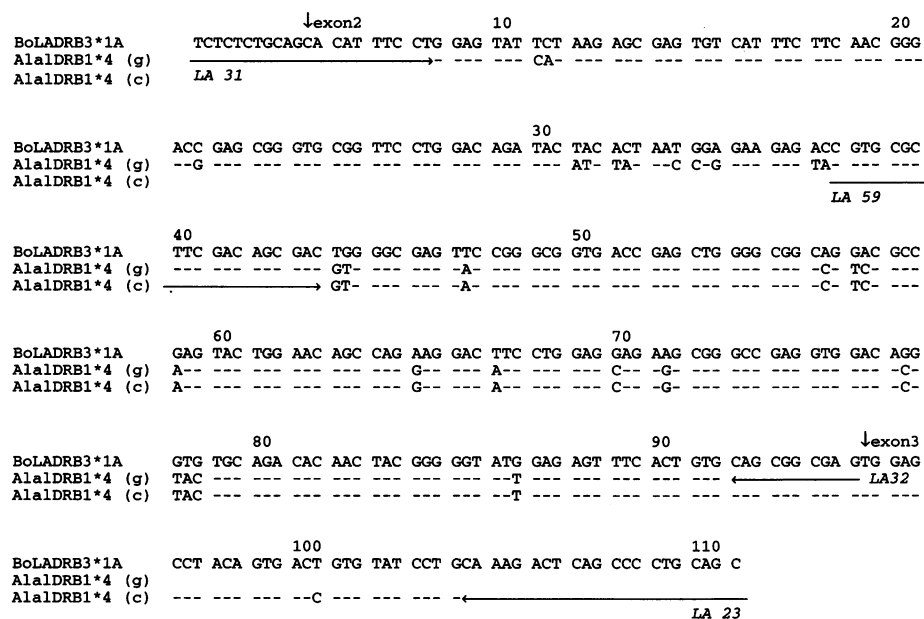 ↓exon2 10 20
BoLADRB3*1A TCTCTCTGCAGCA CAT TTC CTG GAG TAT TCT AAG AGC GAG TGT CAT TTC TTC AAC GGG
AlalDRB1*4 (g) - --- --- CA- --- --- --- --- --- --- --- --- ---
AlalDRB1*4 (c) LA 31
30
BoLADRB3*1A ACC GAG CGG GTG CGG TTC CTG GAC AGA TAC TAC ACT AAT GGA GAA GAG ACC GTG CGC
AlalDRB1*4 (g) --G --- --- --- --- --- --- --- --- --- AT- TA- --C C-G --- --- TA- --- ---
AlalDRB1*4 (c) LA 59
40 50
BoLADRB3*1A TTC GAC AGC GAC TGG GGC GAG TTC CGG GCG GTG ACC GAG CTG GGG CGG CAG GAC GCC
AlalDRB1*4 (g) --- --- --- --- GT- --- --- -A- --- --- --- --- --- --- --- --- -C- TC- ---
AlalDRB1*4 (c) GT- --- --- -A- --- --- --- --- --- --- --- --- -C- TC- ---
60 70
BoLADRB3*1A GAG TAC TGG AAC AGC CAG AAG GAC TTC CTG GAG GAG AAG CGG GCC GAG GTG GAC AGG
AlalDRB1*4 (g) A-- --- --- --- --- --- -G- --- A-- --- --- C-- -G- --- --- --- --- --- -C-
AlalDRB1*4 (c) A-- --- --- --- --- --- -G- --- A-- --- --- C-- -G- --- --- --- --- --- -C-
80 90 ↓exon3
BoLADRB3*1A GTG TGC AGA CAC AAC TAC GGG GGT ATG GAG AGT TTC ACT GTG CAG CGG CGA GTG GAG
AlalDRB1*4 (g) TAC --- --- --- --- --- --- --- --T --- --- --- --- --- LA32
AlalDRB1*4 (c) TAC --- --- --- --- --- --- --- --T --- --- --- --- --- --- --- --- --- ---
100 110
BoLADRB3*1A CCT ACA GTG ACT GTG TAT CCT GCA AAG ACT CAG CCC CTG CAG C
AlalDRB1*4 (g)
AlalDRB1*4 (c) --- --- --- --C --- --- --- - LA 23